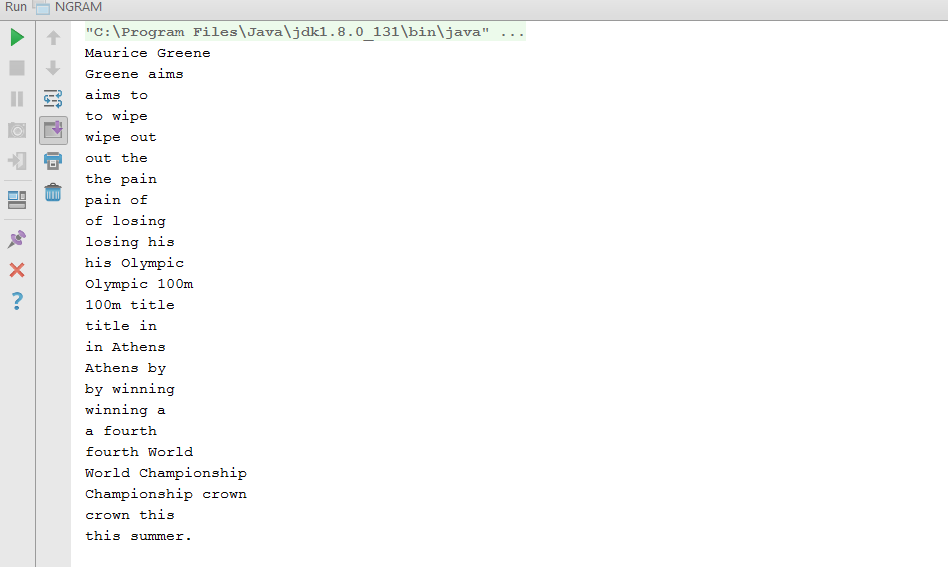 Run NGRAM
"C:\Program Files\Java\jdk1.8.0_131\bin\java" ...
Maurice Greene
Greene aims
aims to
to wipe
wipe out
out the
the pain
pain of
of losing
losing his
his Olympic
Olympic 100m
100m title
title in
in Athens
Athens by
by winning
winning a
a fourth
fourth World
World Championship
Championship crown
crown this
this summer.